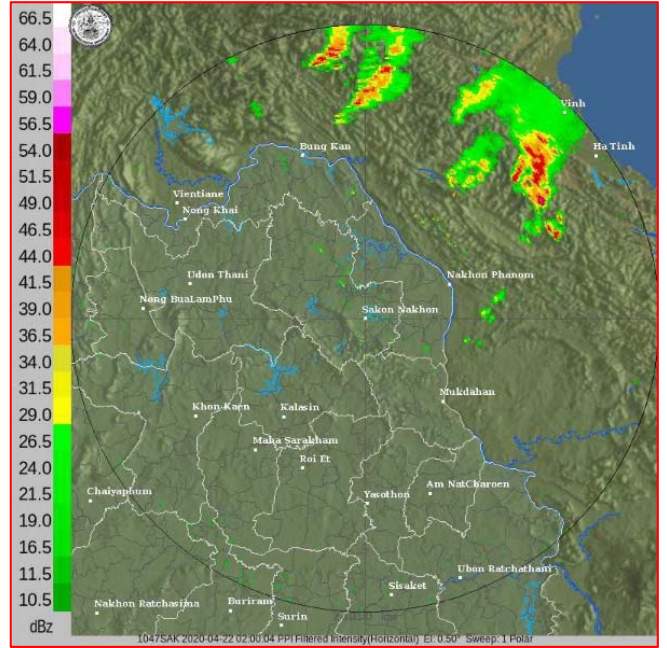 66.5
64.0
61.5
59.0
56.5
54.0
51.5
49.0
46.5
44.0
41.5
39.0
36.5
34.0
31.5
29.0
26.5
24.0
21.5
19.0
16.5
11.5
10.5
dBz
Vinh
Ha Tinh
Bung Kan
Vientiane
Nong Khai
Udon Thani
Nakhon Phanom
Nong BuaLamPhu
Sakon Nakhon
Mukdahan
Khon-Kaen
Kalasin
Maha Sarakham
Roi Et
Chaiyaphum
Yasothon
Am NatCharoen
Ubon Ratchathani
Sisaket
Nakhon Ratchasima
Buriram
Surin
1047SAK 2020-04-22 02:00:04 PPI Filtered Intensity(Horizontal) El: 0.50° Sweep: 1 Polar